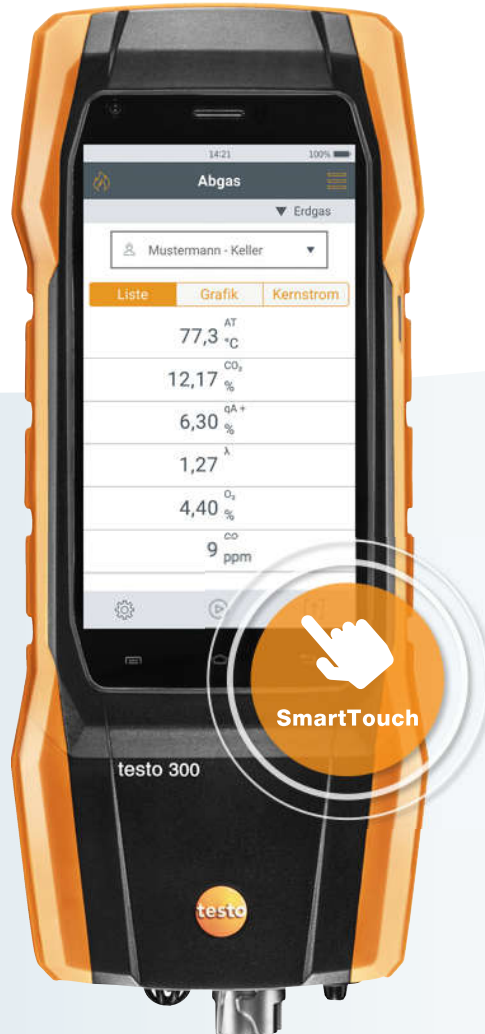 14:21 100%
Abgas
▼ Erdgas
Mustermann - Keller ▼
Liste Grafik Kernstrom
77,3 AT °C
12,17 CO₂ %
6,30 qA + %
1,27 λ
4,40 O₂ %
9 CO ppm
SmartTouch
testo 300
testo